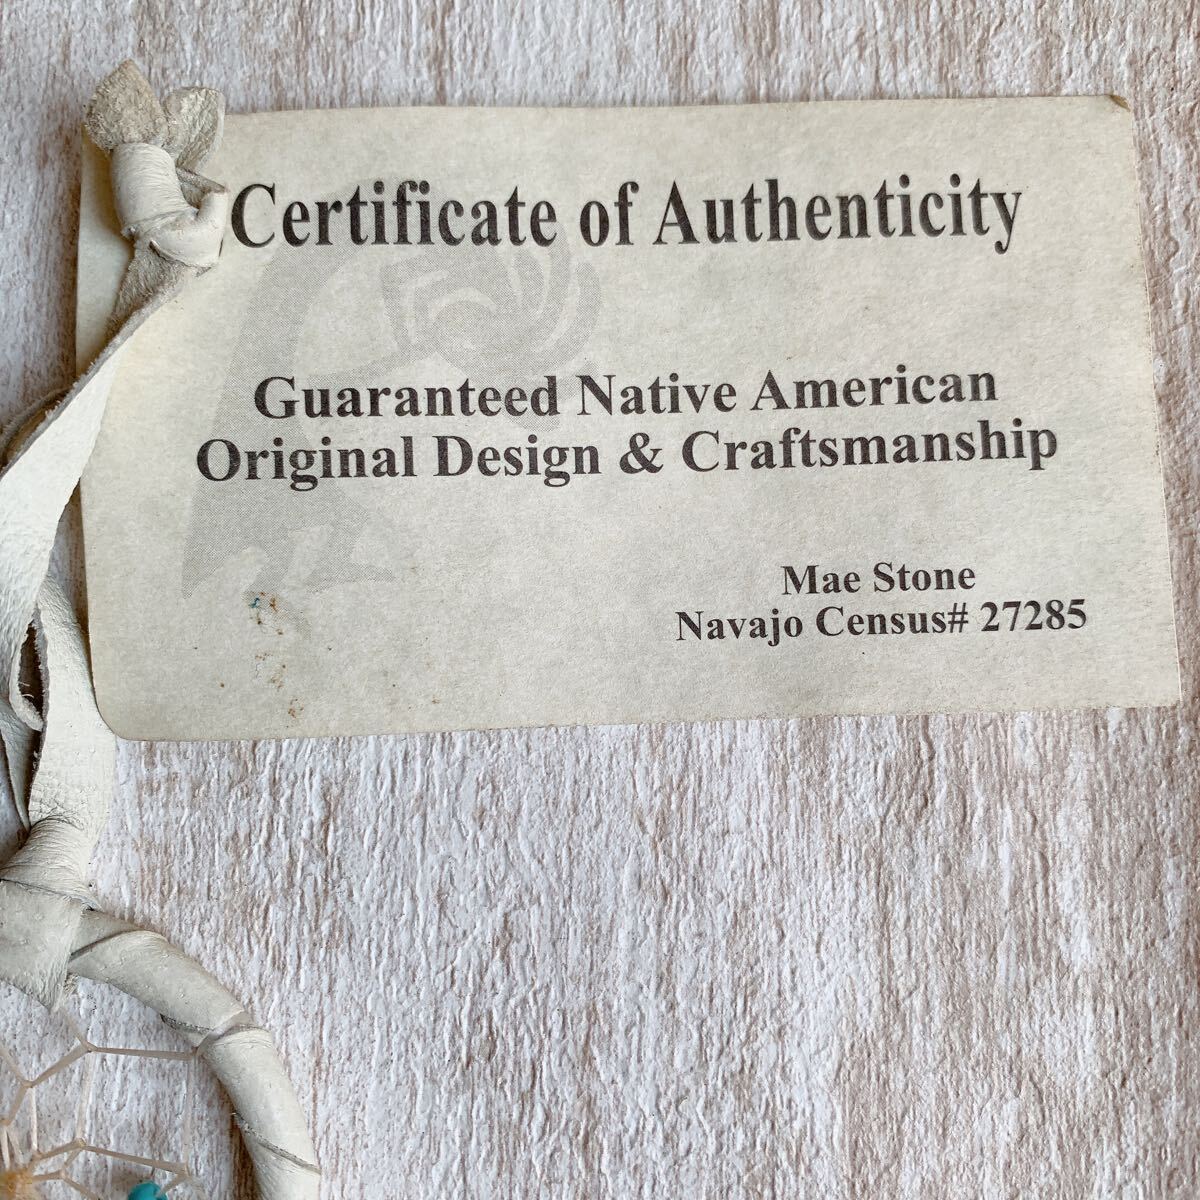 Certificate of Authenticity
Guaranteed Native American
Original Design & Craftsmanship
Mae Stone
Navajo Census# 27285